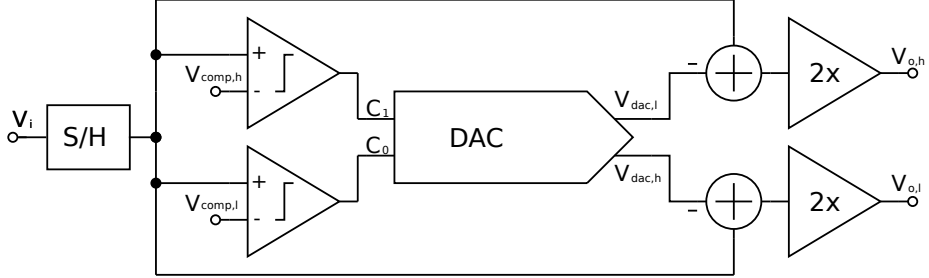 +
Vcomp,h
-
Vi
S/H
C1
C0
DAC
Vdac,l
Vdac,h
+
Vcomp,l
-
-
2x
Vo,h
-
2x
Vo,l